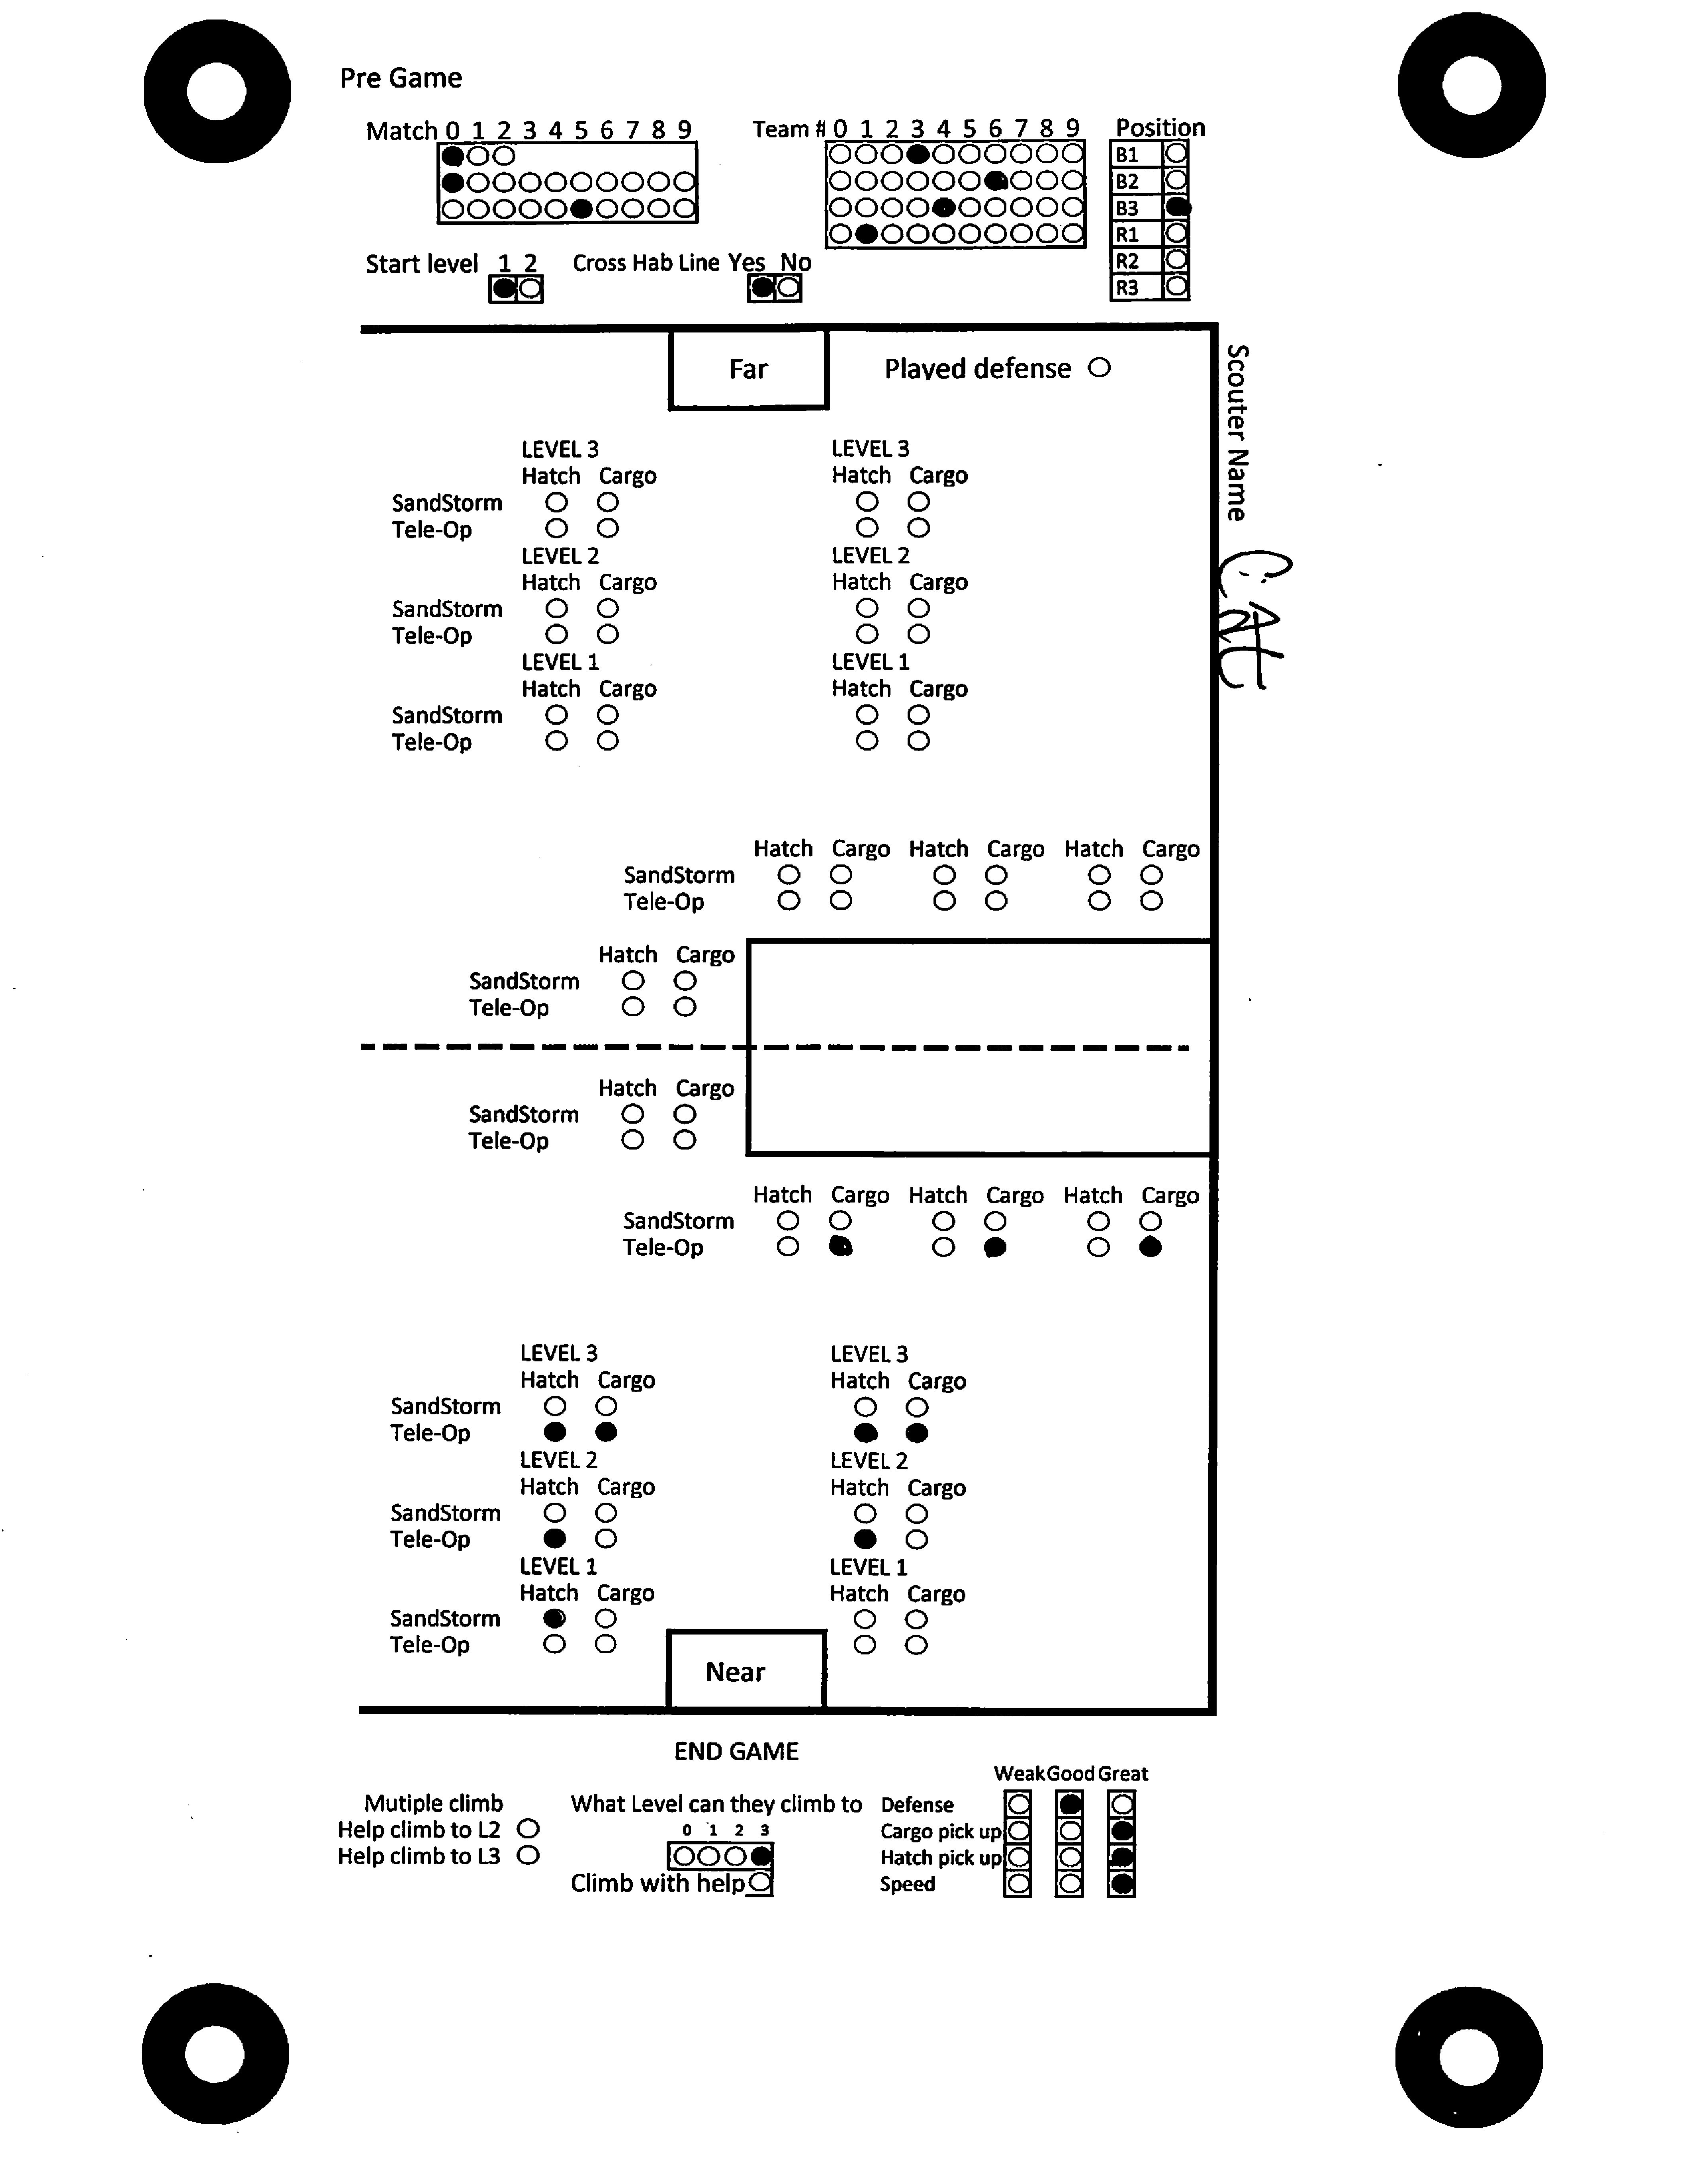 Pre Game
Match 0 1 2 3 4 5 6 7 8 9
Team # 0 1 2 3 4 5 6 7 8 9
Position
B1
B2
B3
R1
R2
R3
Start level 1 2
Cross Hab Line Yes No
Far
Played defense
Scouter Name
LEVEL 3 LEVEL 3
Hatch Cargo Hatch Cargo
SandStorm
Tele-Op
LEVEL 2 LEVEL 2
Hatch Cargo Hatch Cargo
SandStorm
Tele-Op
LEVEL 1 LEVEL 1
Hatch Cargo Hatch Cargo
SandStorm
Tele-Op
Hatch Cargo Hatch Cargo Hatch Cargo
SandStorm
Tele-Op
Hatch Cargo
SandStorm
Tele-Op
Hatch Cargo
SandStorm
Tele-Op
Hatch Cargo Hatch Cargo Hatch Cargo
SandStorm
Tele-Op
LEVEL 3 LEVEL 3
Hatch Cargo Hatch Cargo
SandStorm
Tele-Op
LEVEL 2 LEVEL 2
Hatch Cargo Hatch Cargo
SandStorm
Tele-Op
LEVEL 1 LEVEL 1
Hatch Cargo Hatch Cargo
SandStorm
Tele-Op
Near
END GAME
Mutiple climb
Help climb to L2
Help climb to L3
What Level can they climb to
0 1 2 3
Climb with help
Weak Good Great
Defense
Cargo pick up
Hatch pick up
Speed